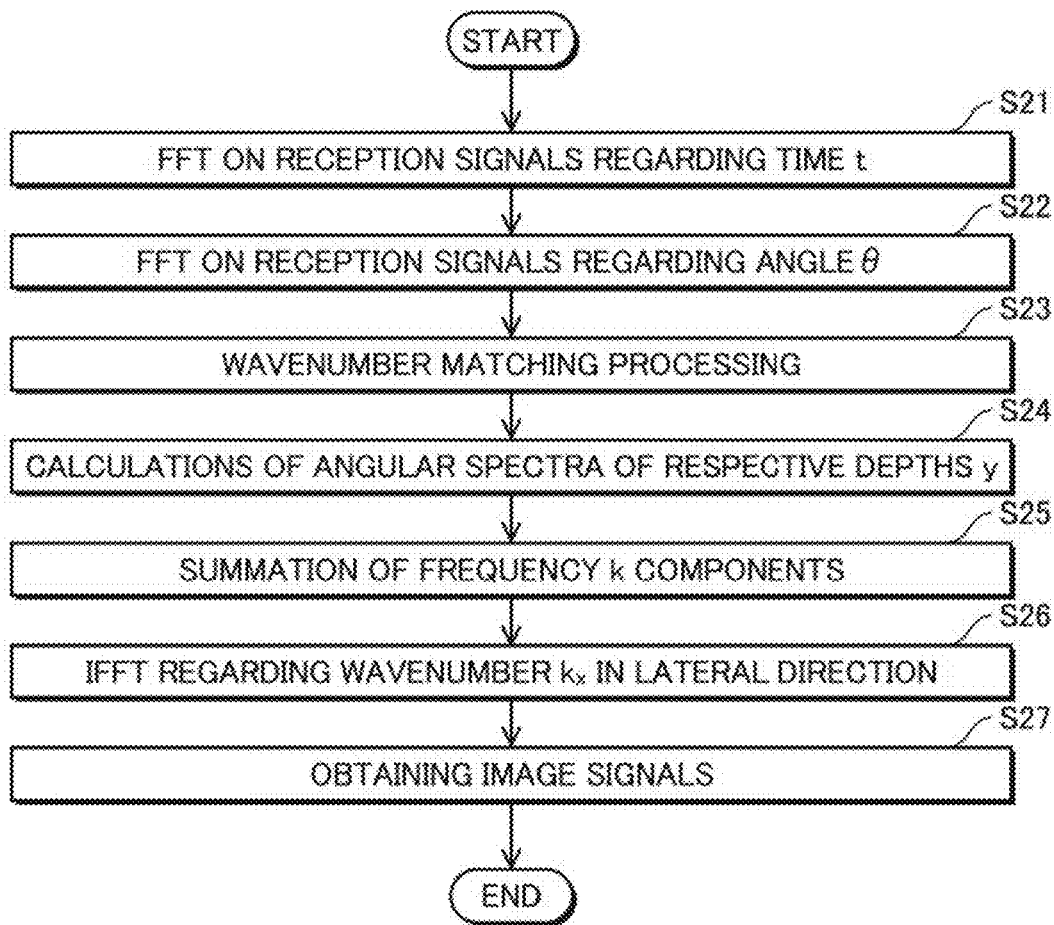 START
S21
FFT ON RECEPTION SIGNALS REGARDING TIME t
S22
FFT ON RECEPTION SIGNALS REGARDING ANGLE θ
S23
WAVENUMBER MATCHING PROCESSING
S24
CALCULATIONS OF ANGULAR SPECTRA OF RESPECTIVE DEPTHS y
S25
SUMMATION OF FREQUENCY k COMPONENTS
S26
IFFT REGARDING WAVENUMBER kₓ IN LATERAL DIRECTION
S27
OBTAINING IMAGE SIGNALS
END